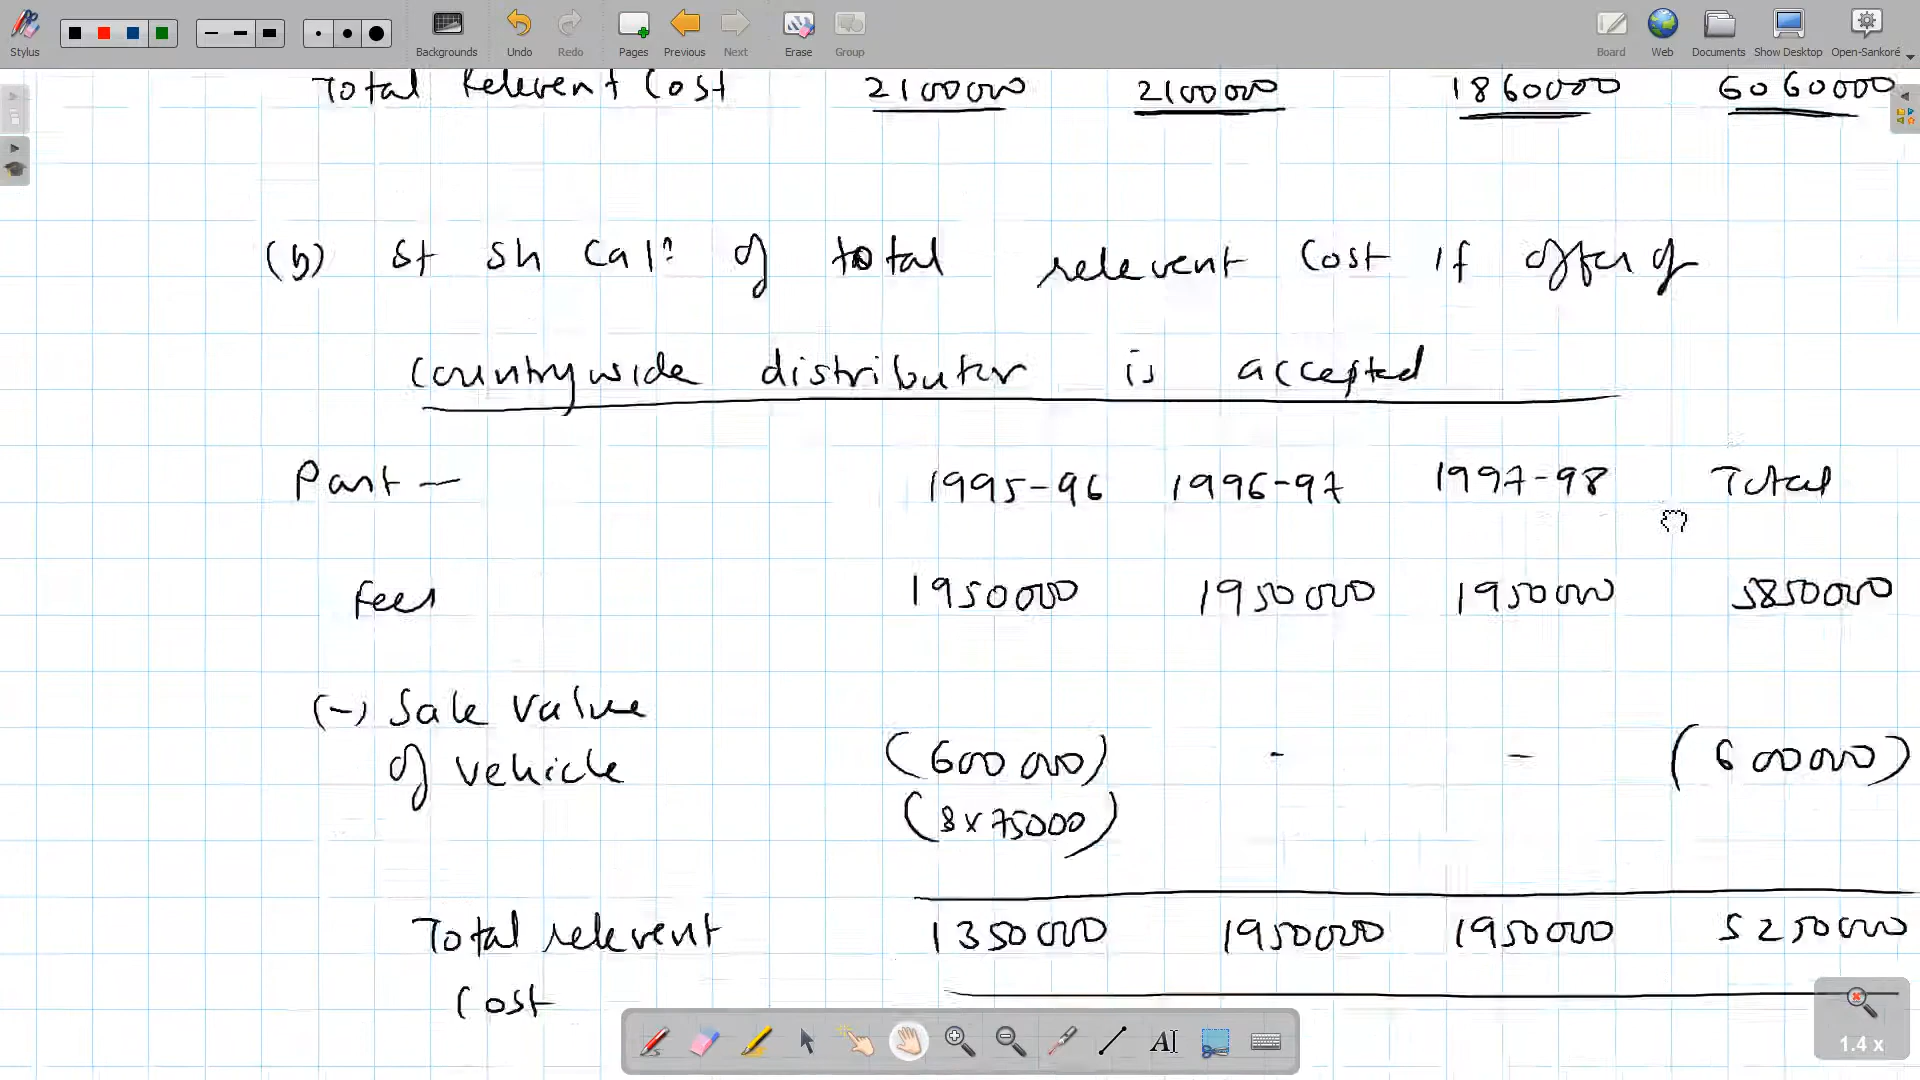 Stylus
Backgrounds Undo Redo Pages Previous Next Erase Group Board Web Documents Show Desktop Open-Sankoré
Total Relevent Cost 2100000 2100000 1860000 6060000
(b) St sh Calⁿ of total relevent Cost if offer of
Countrywide distributor is accepted
Part — 1995-96 1996-97 1997-98 Total
Fees 1950000 1950000 1950000 5850000
(-) Sale Value
of vehicle (600000) - - (600000)
(8x75000)
Total relevent 1350000 1950000 1950000 5250000
Cost
1.4 x